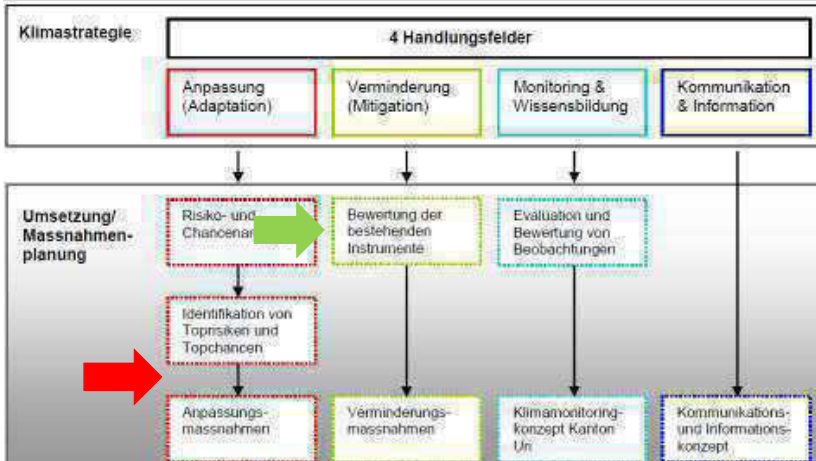 Klimastrategie
4 Handlungsfelder
Anpassung
(Adaptation)
Verminderung
(Mitigation)
Monitoring &
Wissensbildung
Kommunikation
& Information
Umsetzung/
Massnahmen-
planung
Risiko- und
Bewertung der
bestehenden
Instrumente
Evaluation und
Bewertung von
Beobachtungen
Identifikation von
Toprisiken und
Topchancen
Anpassungs-
massnahmen
Verminderungs-
massnahmen
Klimamonitoring-
konzept Kanton
Uri
Kommunikations-
und Informations-
konzept